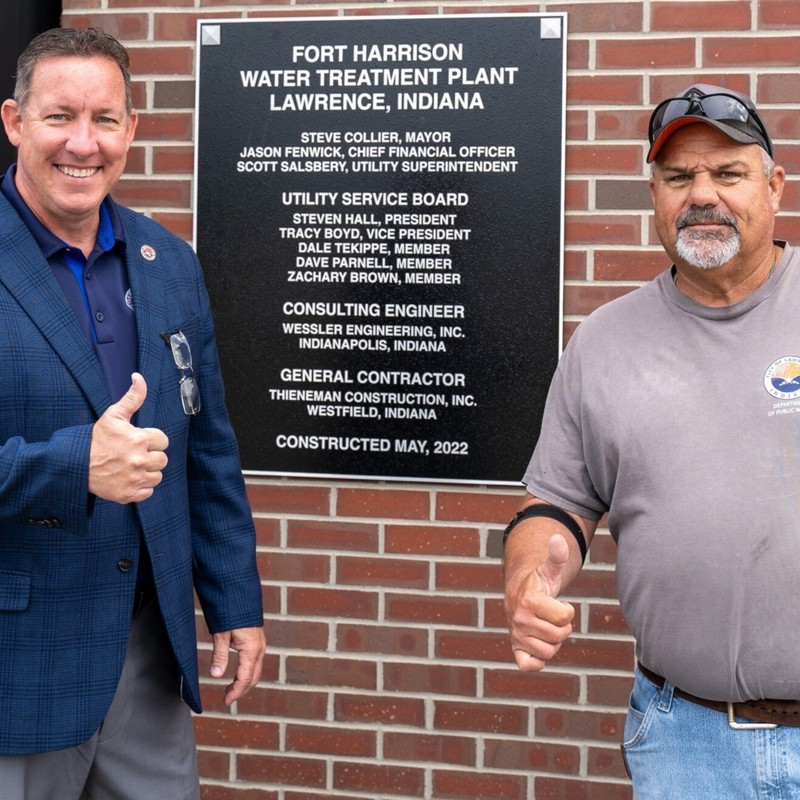 FORT HARRISON
WATER TREATMENT PLANT
LAWRENCE, INDIANA
STEVE COLLIER, MAYOR
JASON FENWICK, CHIEF FINANCIAL OFFICER
SCOTT SALSBERY, UTILITY SUPERINTENDENT
UTILITY SERVICE BOARD
STEVEN HALL, PRESIDENT
TRACY BOYD, VICE PRESIDENT
DALE TEKIPPE, MEMBER
DAVE PARNELL, MEMBER
ZACHARY BROWN, MEMBER
CONSULTING ENGINEER
WESSLER ENGINEERING, INC.
INDIANAPOLIS, INDIANA
GENERAL CONTRACTOR
THIENEMAN CONSTRUCTION, INC.
WESTFIELD, INDIANA
CONSTRUCTED MAY, 2022